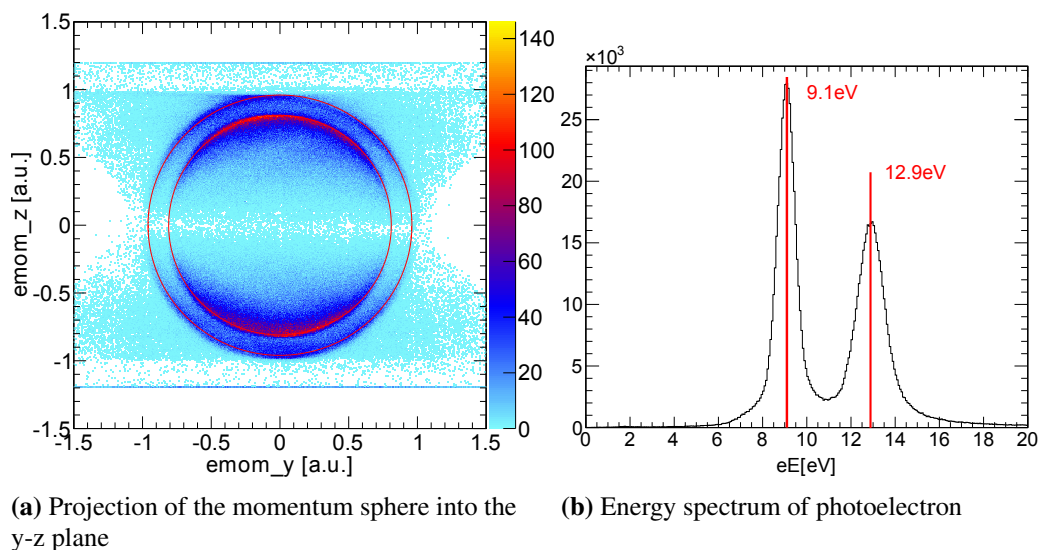 1.5
1
0.5
0
-0.5
-1
-1.5
emom_z [a.u.]
-1.5 -1 -0.5 0 0.5 1 1.5
emom_y [a.u.]
140
120
100
80
60
40
20
0
×10³
25
20
15
10
5
0
9.1eV
12.9eV
0 2 4 6 8 10 12 14 16 18 20
eE[eV]
(a) Projection of the momentum sphere into the
y-z plane
(b) Energy spectrum of photoelectron